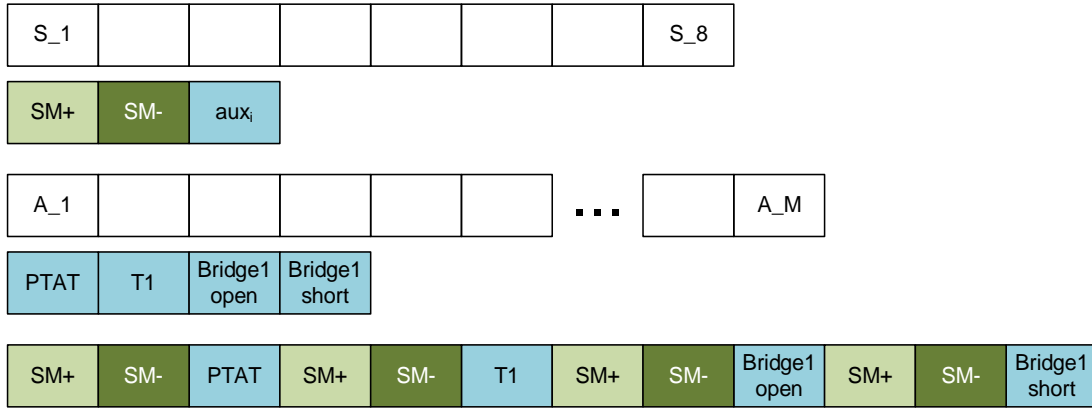 S_1 S_8
SM+ SM- auxi
A_1 ... A_M
PTAT T1 Bridge1 open Bridge1 short
SM+ SM- PTAT SM+ SM- T1 SM+ SM- Bridge1 open SM+ SM- Bridge1 short